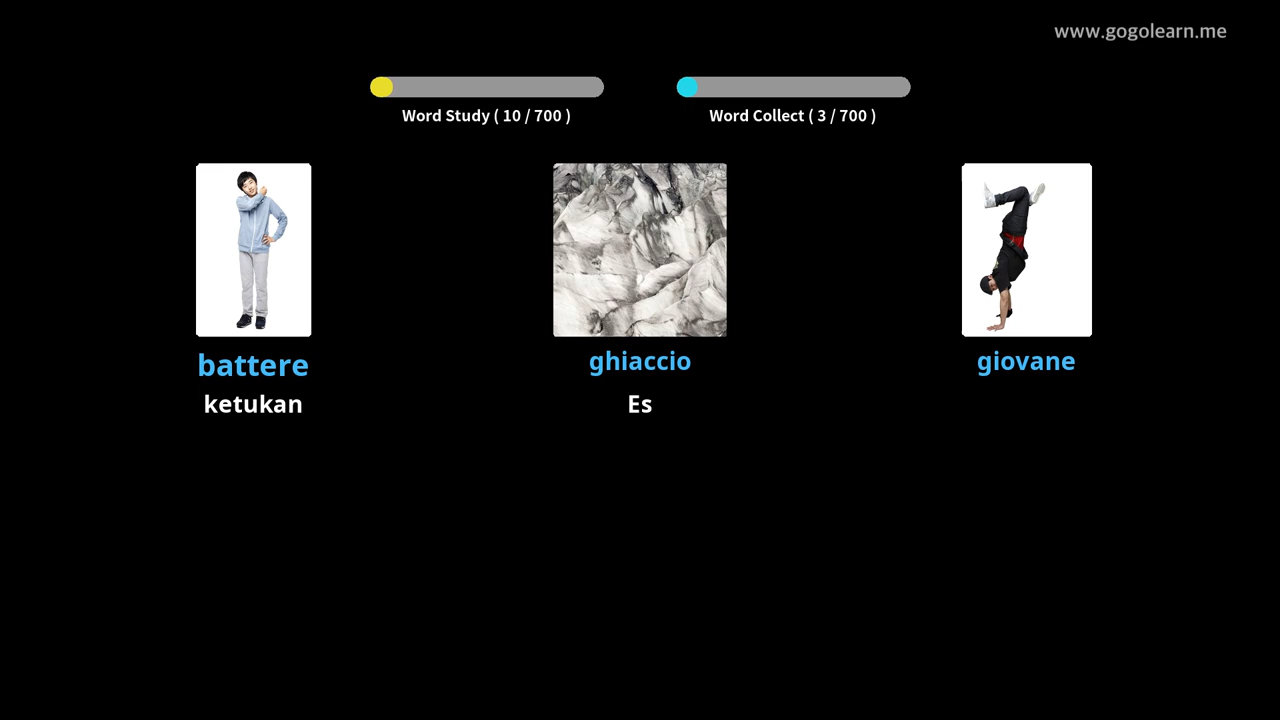 www.gogolearn.me
Word Study ( 10 / 700 )
Word Collect ( 3 / 700 )
battere
ketukan
ghiaccio
Es
giovane